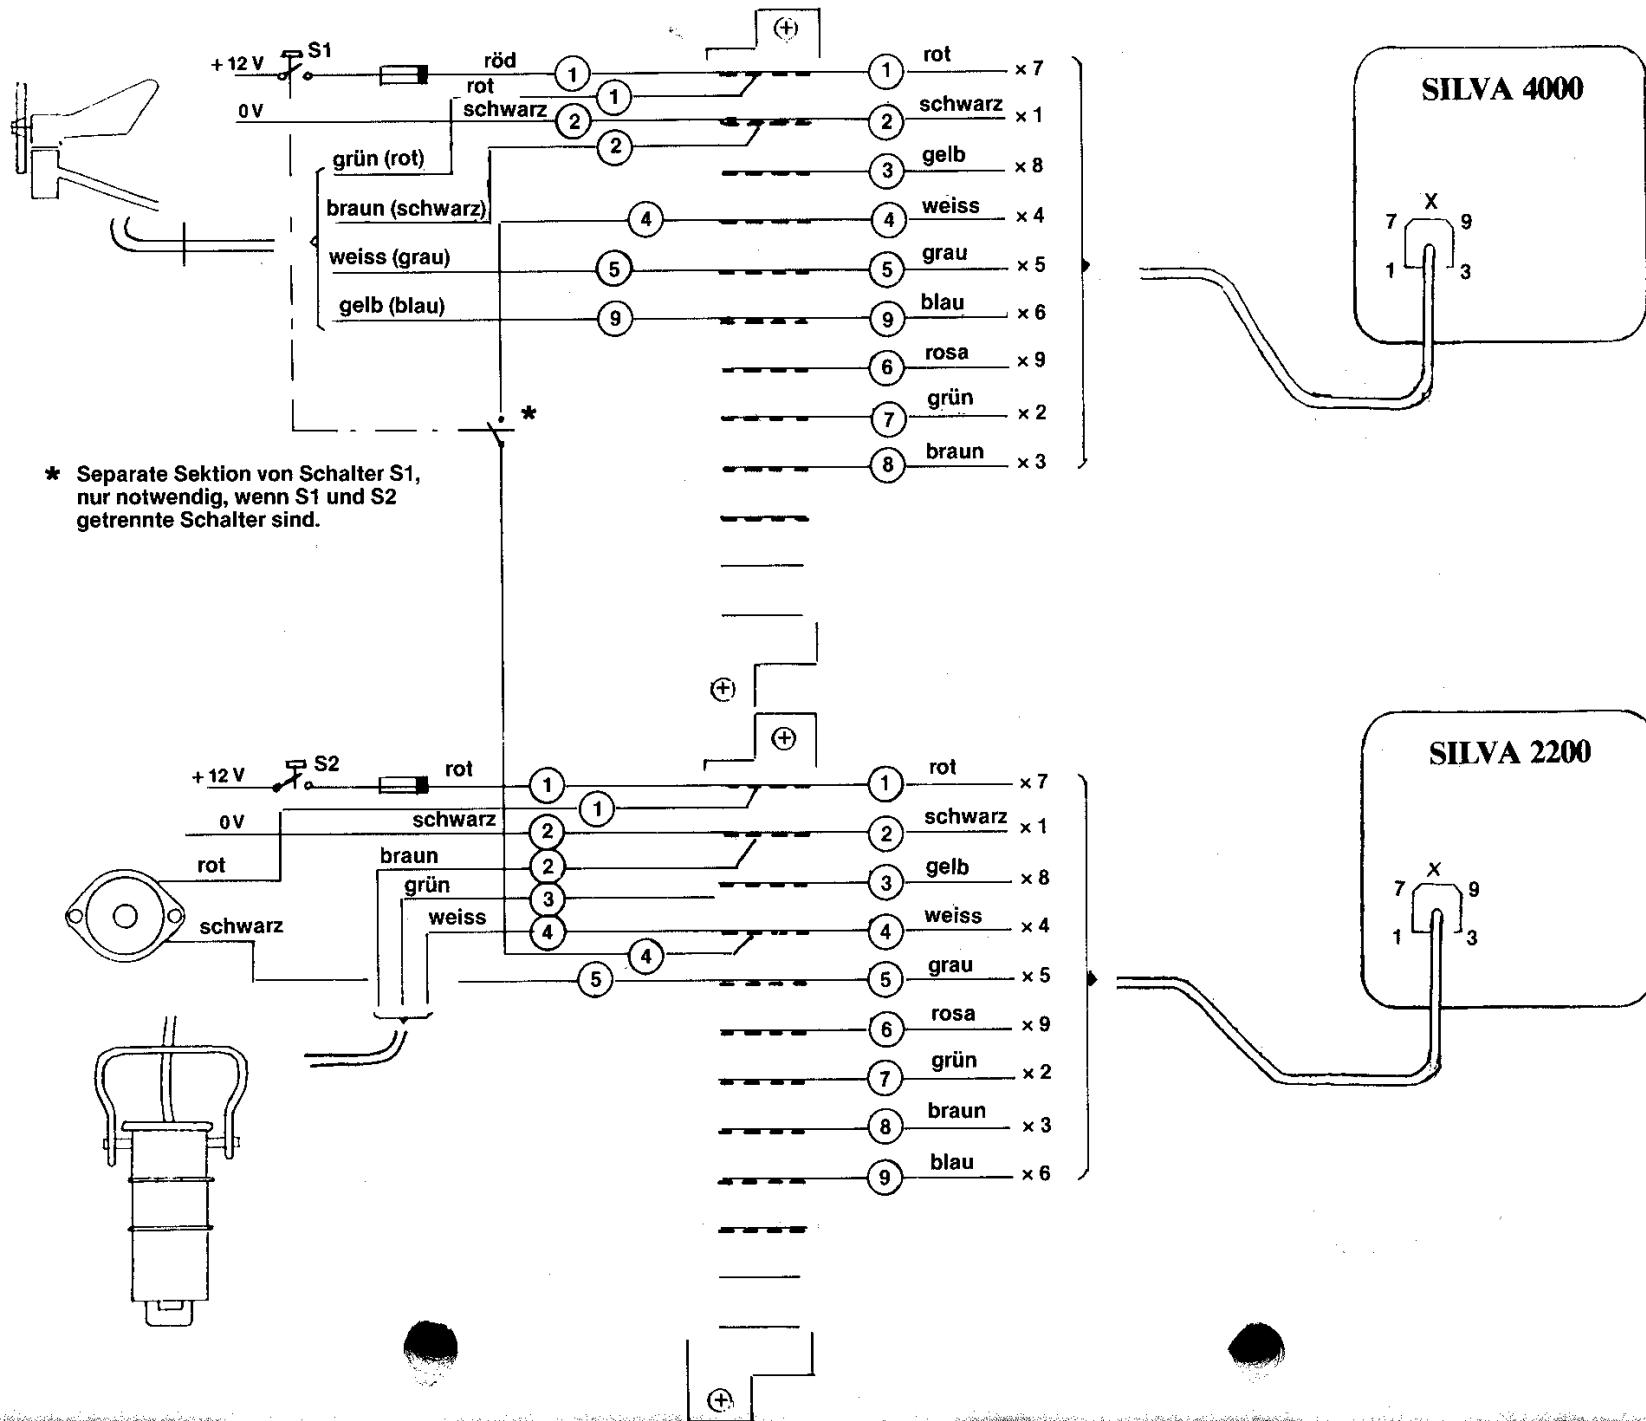 S1
+ 12 V
röd
1
1
rot
× 7
SILVA 4000
rot
1
0 V
schwarz
2
2
schwarz
× 1
2
grün (rot)
3
gelb
× 8
braun (schwarz)
4
4
weiss
× 4
X
7
9
1
3
weiss (grau)
5
5
grau
× 5
gelb (blau)
9
9
blau
× 6
6
rosa
× 9
7
grün
× 2
*
8
braun
× 3
* Separate Sektion von Schalter S1,
nur notwendig, wenn S1 und S2
getrennte Schalter sind.
S2
+ 12 V
rot
1
1
rot
× 7
SILVA 2200
1
0 V
schwarz
2
2
schwarz
× 1
rot
braun
2
grün
3
3
gelb
× 8
X
7
9
1
3
schwarz
weiss
4
4
weiss
× 4
4
5
5
grau
× 5
6
rosa
× 9
7
grün
× 2
8
braun
× 3
9
blau
× 6